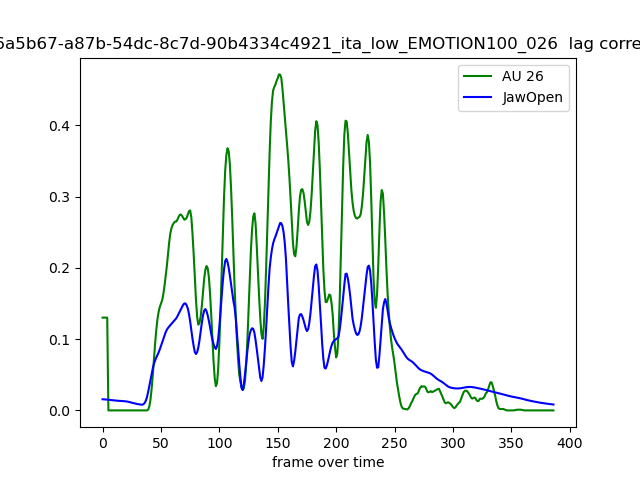 6a5b67-a87b-54dc-8c7d-90b4334c4921_ita_low_EMOTION100_026 lag corre
AU 26
JawOpen
0.4
0.3
0.2
0.1
0.0
0 50 100 150 200 250 300 350 400
frame over time